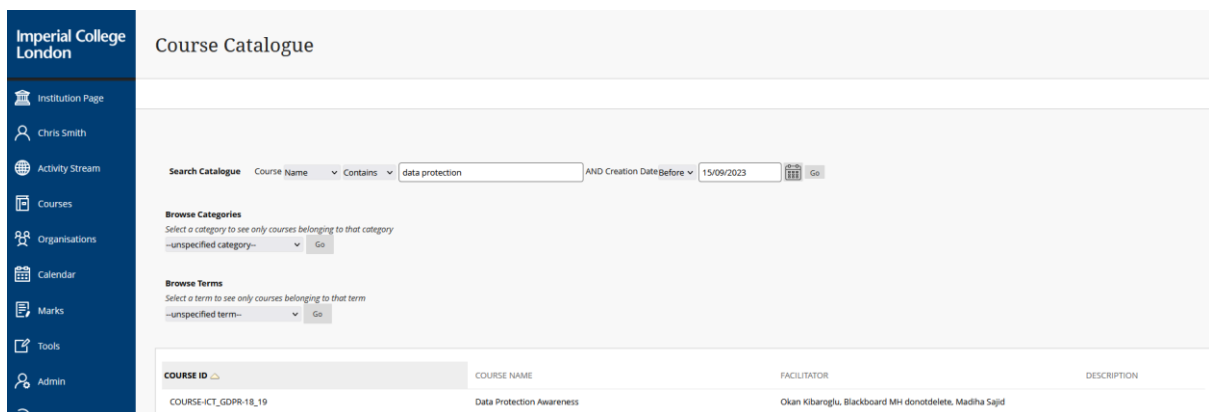 Imperial College
London
Course Catalogue
Institution Page
Chris Smith
Activity Stream
Courses
Organisations
Calendar
Marks
Tools
Admin
Search Catalogue Course Name Contains data protection AND Creation Date Before 15/09/2023 Go
Browse Categories
Select a category to see only courses belonging to that category
--unspecified category-- Go
Browse Terms
Select a term to see only courses belonging to that term
--unspecified term-- Go
COURSE ID COURSE NAME FACILITATOR DESCRIPTION
COURSE-ICT_GDPR-18_19 Data Protection Awareness Okan Kibaroglu, Blackboard MH donotdelete, Madiha Sajid